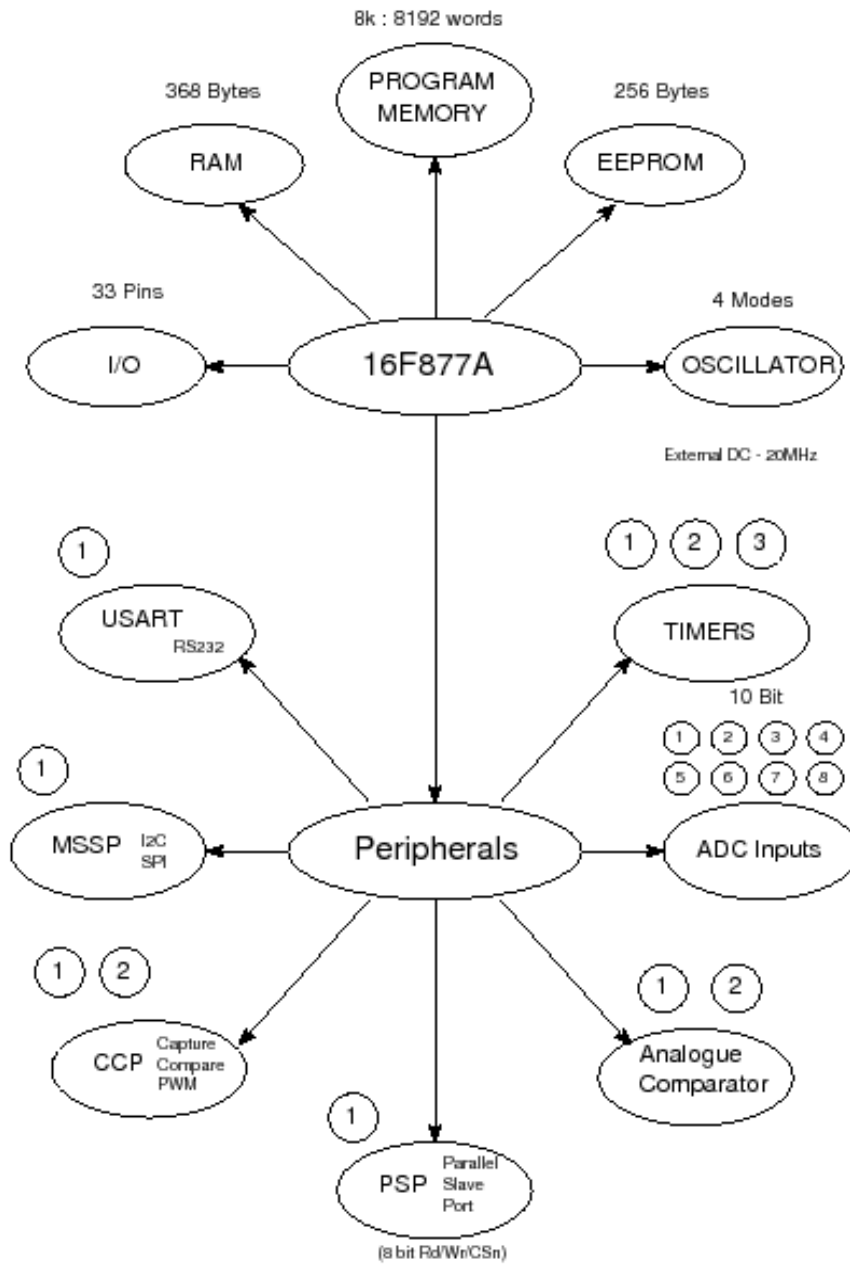 8k : 8192 words
PROGRAM
MEMORY
368 Bytes
RAM
256 Bytes
EEPROM
33 Pins
I/O
16F877A
4 Modes
OSCILLATOR
External DC - 20MHz
1
USART
RS232
1 2 3
TIMERS
10 Bit
1 2 3 4
5 6 7 8
ADC Inputs
1
MSSP
I2C
SPI
Peripherals
1 2
CCP
Capture
Compare
PWM
1 2
Analogue
Comparator
1
PSP
Parallel
Slave
Port
(8 bit Rd/Wr/CSn)